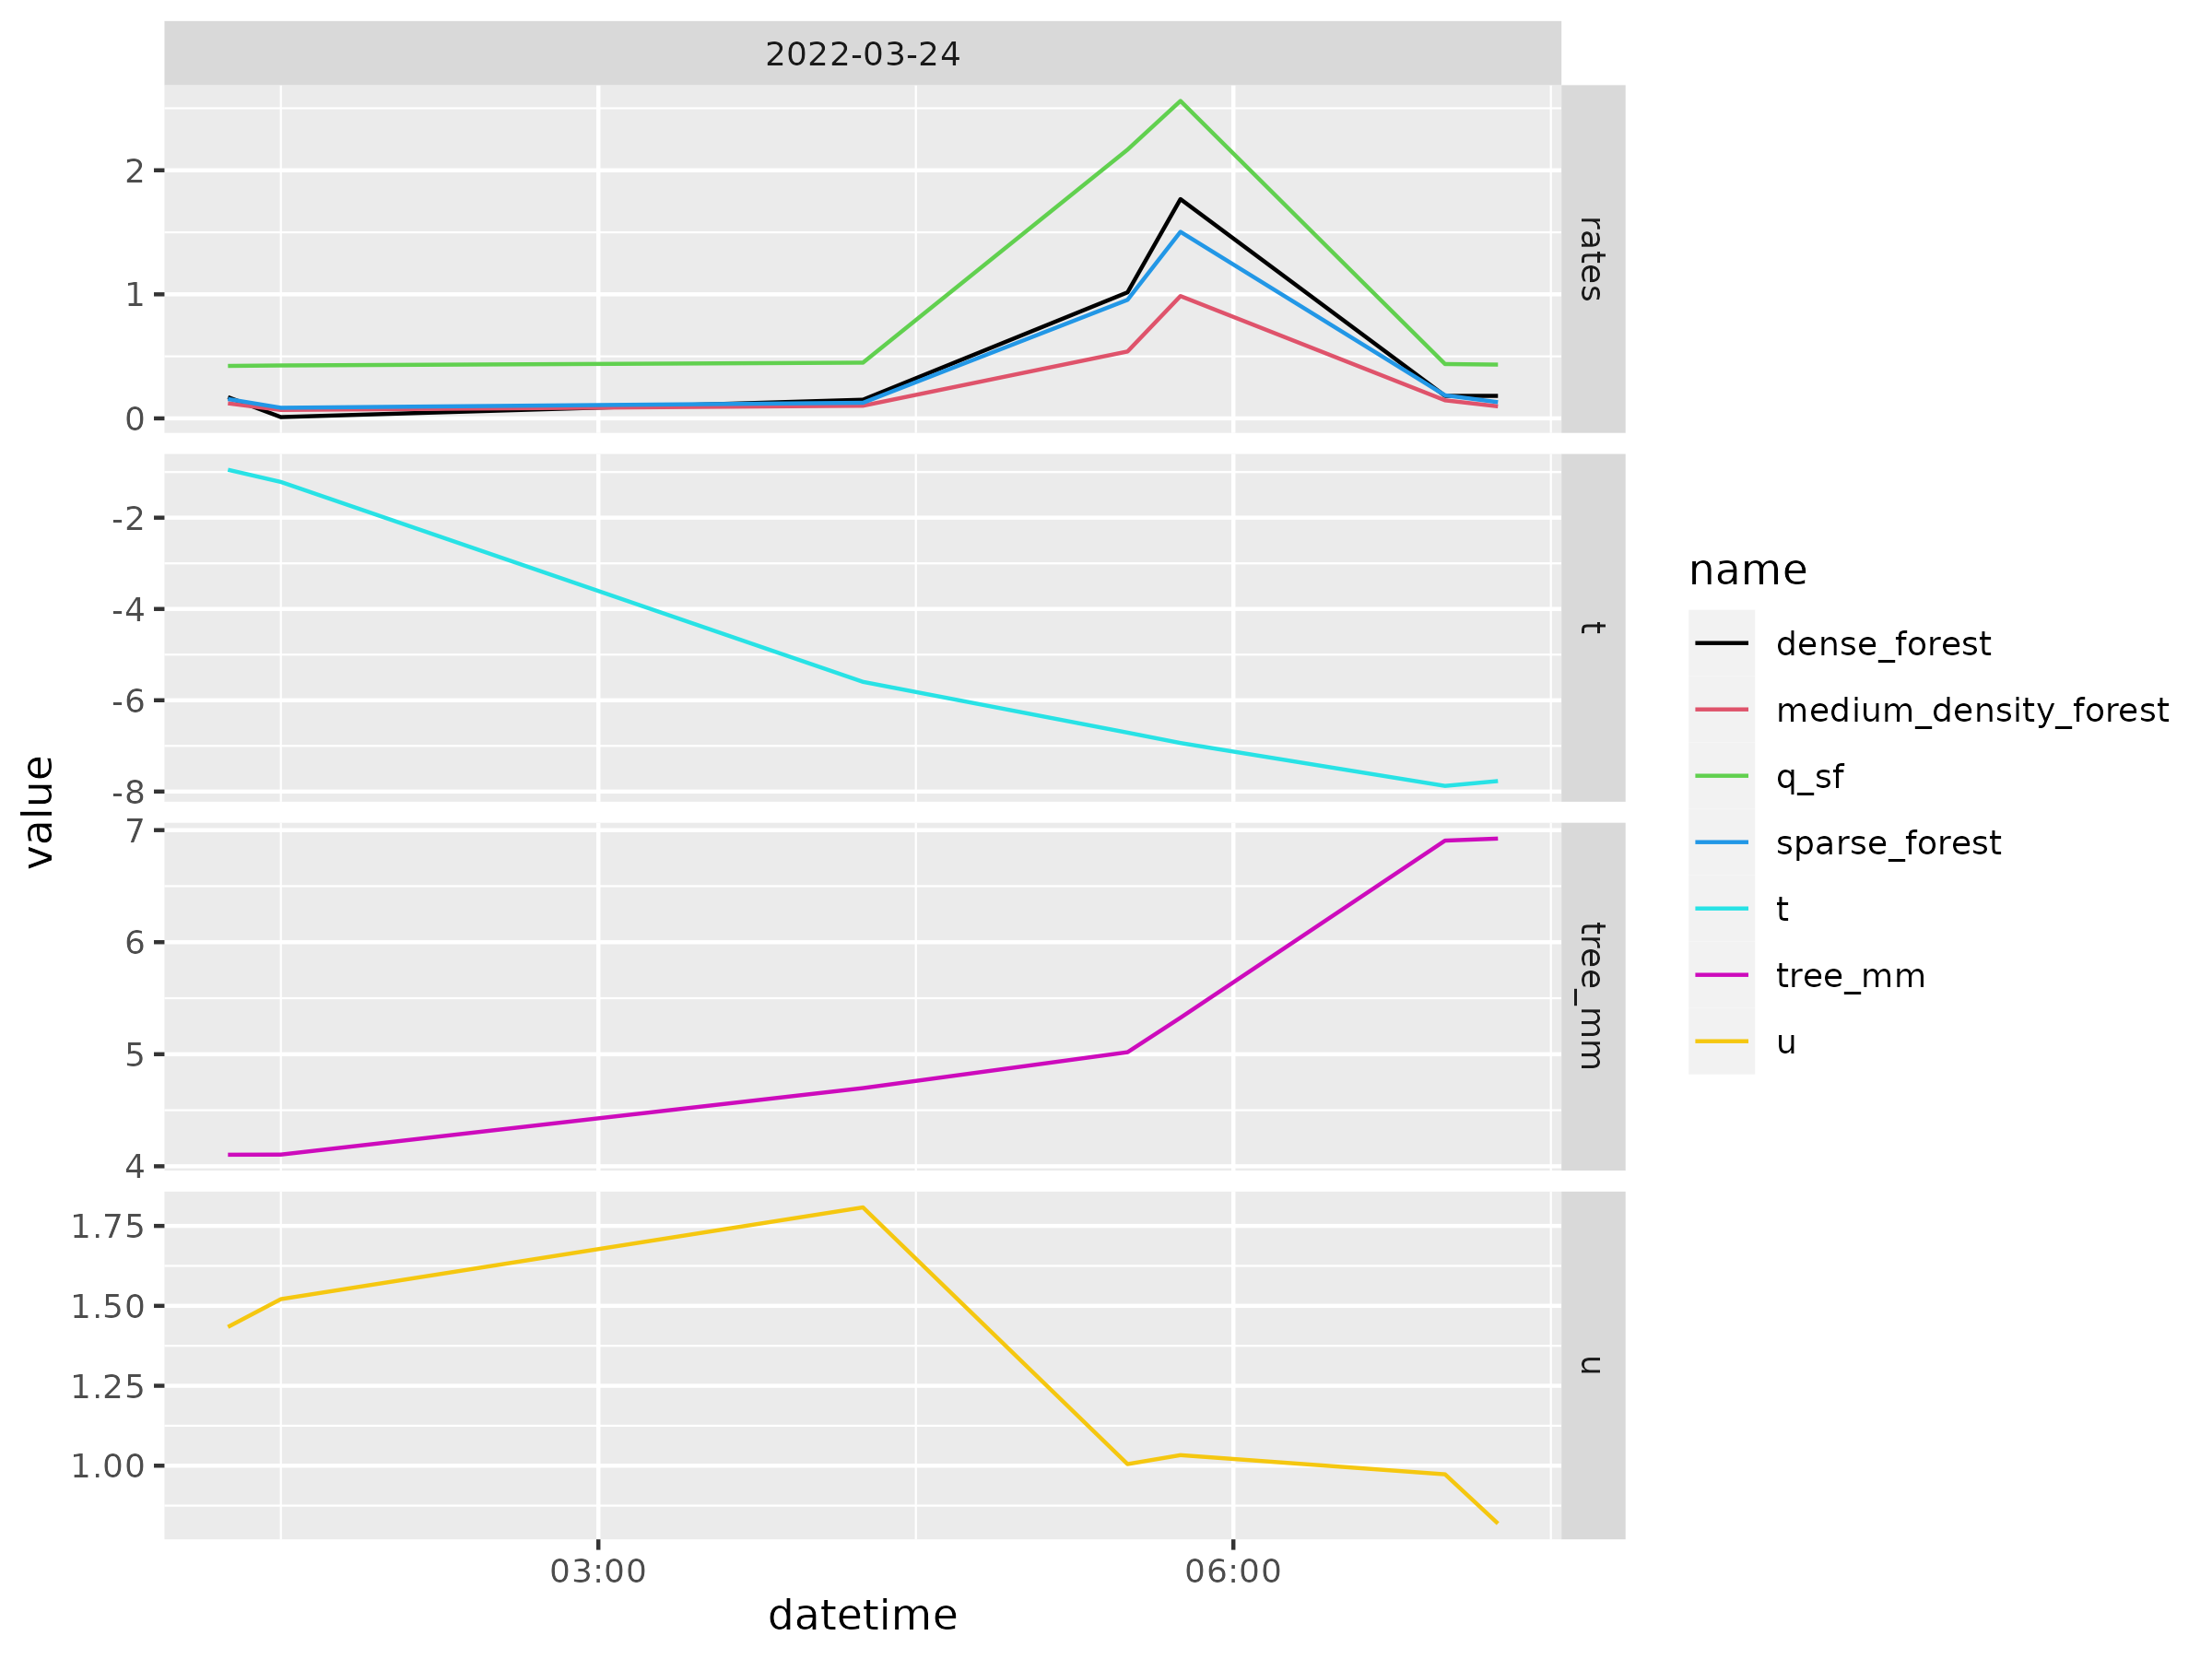 2022-03-24
2
1
0
rates
-2
-4
-6
-8
t
7
6
5
4
tree_mm
1.75
1.50
1.25
1.00
u
03:00
06:00
datetime
value
name
dense_forest
medium_density_forest
q_sf
sparse_forest
t
tree_mm
u